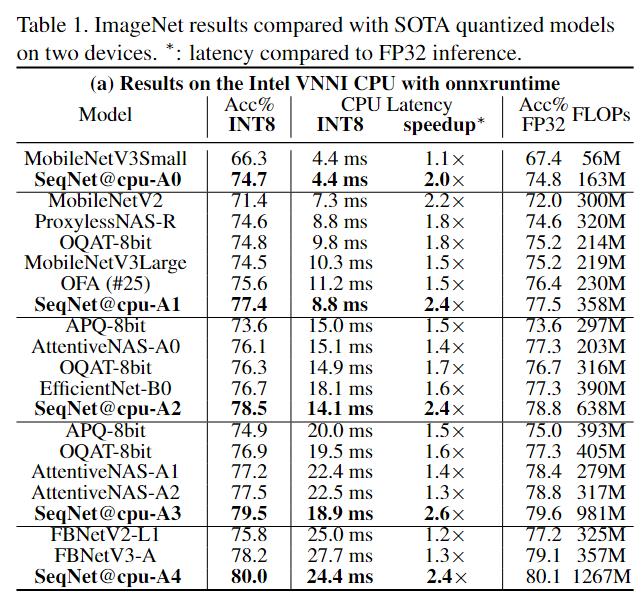 Table 1. ImageNet results compared with SOTA quantized models
on two devices. *: latency compared to FP32 inference.
(a) Results on the Intel VNNI CPU with onnxruntime
Model Acc% CPU Latency Acc% FLOPs
INT8 INT8 speedup* FP32
MobileNetV3Small 66.3 4.4 ms 1.1× 67.4 56M
SeqNet@cpu-A0 74.7 4.4 ms 2.0× 74.8 163M
MobileNetV2 71.4 7.3 ms 2.2× 72.0 300M
ProxylessNAS-R 74.6 8.8 ms 1.8× 74.6 320M
OQAT-8bit 74.8 9.8 ms 1.8× 75.2 214M
MobileNetV3Large 74.5 10.3 ms 1.5× 75.2 219M
OFA (#25) 75.6 11.2 ms 1.5× 76.4 230M
SeqNet@cpu-A1 77.4 8.8 ms 2.4× 77.5 358M
APQ-8bit 73.6 15.0 ms 1.5× 73.6 297M
AttentiveNAS-A0 76.1 15.1 ms 1.4× 77.3 203M
OQAT-8bit 76.3 14.9 ms 1.7× 76.7 316M
EfficientNet-B0 76.7 18.1 ms 1.6× 77.3 390M
SeqNet@cpu-A2 78.5 14.1 ms 2.4× 78.8 638M
APQ-8bit 74.9 20.0 ms 1.5× 75.0 393M
OQAT-8bit 76.9 19.5 ms 1.6× 77.3 405M
AttentiveNAS-A1 77.2 22.4 ms 1.4× 78.4 279M
AttentiveNAS-A2 77.5 22.5 ms 1.3× 78.8 317M
SeqNet@cpu-A3 79.5 18.9 ms 2.6× 79.6 981M
FBNetV2-L1 75.8 25.0 ms 1.2× 77.2 325M
FBNetV3-A 78.2 27.7 ms 1.3× 79.1 357M
SeqNet@cpu-A4 80.0 24.4 ms 2.4× 80.1 1267M